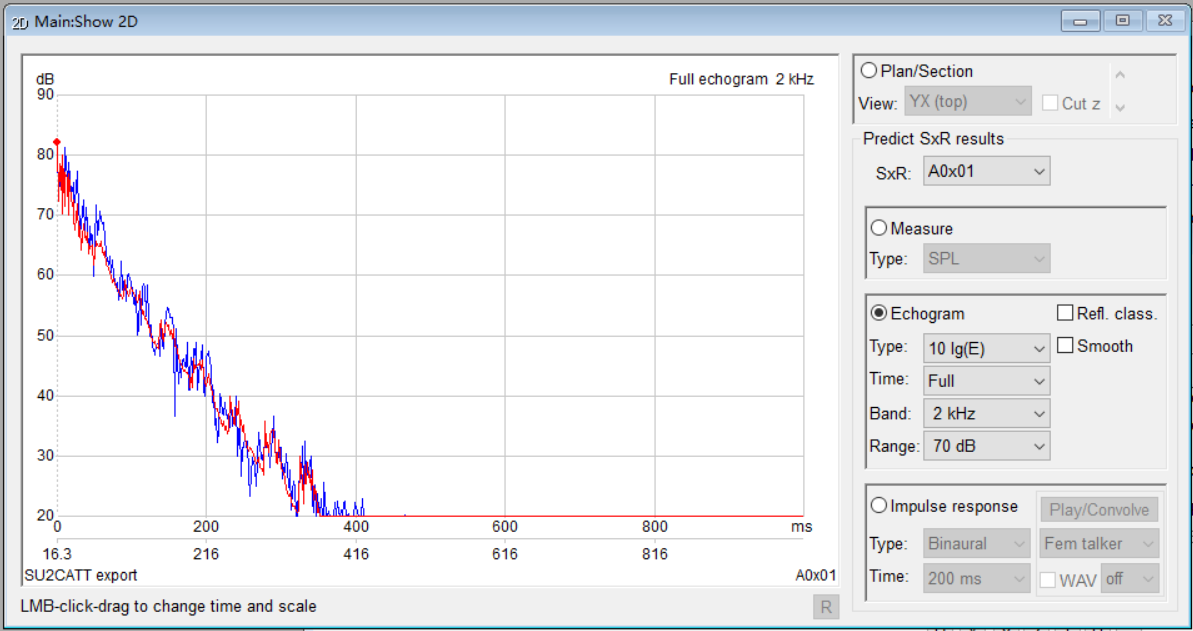 2D Main:Show 2D
dB
Full echogram 2 kHz
90
80
70
60
50
40
30
20
0 200 400 600 800 ms
16.3 216 416 616 816
SU2CATT export A0x01
LMB-click-drag to change time and scale R
Plan/Section
View: YX (top) Cut z
Predict SxR results
SxR: A0x01
Measure
Type: SPL
Echogram Refl. class.
Type: 10 lg(E) Smooth
Time: Full
Band: 2 kHz
Range: 70 dB
Impulse response Play/Convolve
Type: Binaural Fem talker
Time: 200 ms WAV off